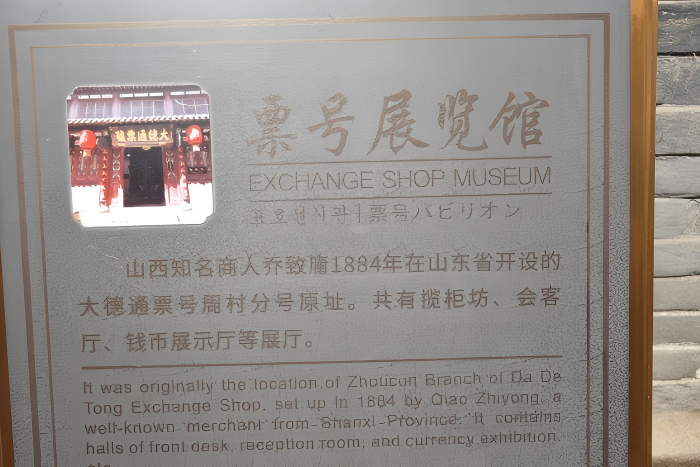 大德通票號
票号展览馆
EXCHANGE SHOP MUSEUM
표호전시관 | 票号パビリオン
山西知名商人乔致庸1884年在山东省开设的
大德通票号周村分号原址。共有揽柜坊、会客
厅、钱币展示厅等展厅。
It was originally the location of Zhoucun Branch of Da De
Tong Exchange Shop, set up in 1884 by Qiao Zhiyong, a
well-known merchant from Shanxi Province. It contains
halls of front desk, reception room, and currency exhibition,
etc.